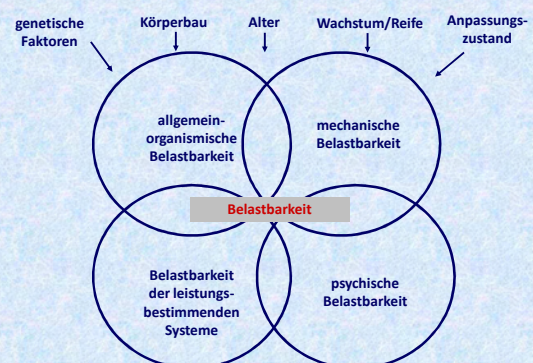 genetische
Faktoren
Körperbau
Alter
Wachstum/Reife
Anpassungs-
zustand
allgemein-
organismische
Belastbarkeit
mechanische
Belastbarkeit
Belastbarkeit
Belastbarkeit
der leistungs-
bestimmenden
Systeme
psychische
Belastbarkeit